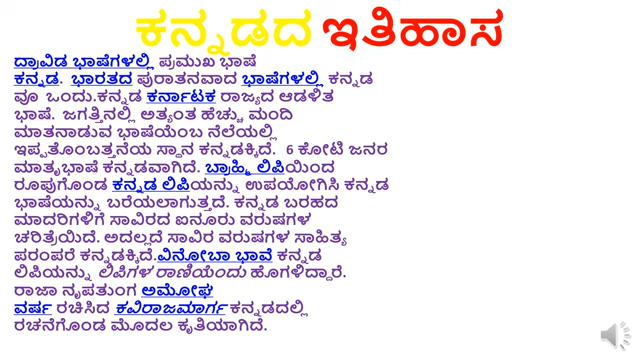 ಕನ್ನಡದ ಇತಿಹಾಸ
ದ್ರಾವಿಡ ಭಾಷೆಗಳಲ್ಲಿ ಪ್ರಮುಖ ಭಾಷೆ
ಕನ್ನಡ. ಭಾರತದ ಪುರಾತನವಾದ ಭಾಷೆಗಳಲ್ಲಿ ಕನ್ನಡ
ವೂ ಒಂದು.ಕನ್ನಡ ಕರ್ನಾಟಕ ರಾಜ್ಯದ ಆಡಳಿತ
ಭಾಷೆ. ಜಗತ್ತಿನಲ್ಲಿ ಅತ್ಯಂತ ಹೆಚ್ಚು ಮಂದಿ
ಮಾತನಾಡುವ ಭಾಷೆಯೆಂಬ ನೆಲೆಯಲ್ಲಿ
ಇಪ್ಪತೊಂಬತ್ತನೆಯ ಸ್ಥಾನ ಕನ್ನಡಕ್ಕಿದೆ. 6 ಕೋಟಿ ಜನರ
ಮಾತೃಭಾಷೆ ಕನ್ನಡವಾಗಿದೆ. ಬ್ರಾಹ್ಮಿ ಲಿಪಿಯಿಂದ
ರೂಪುಗೊಂಡ ಕನ್ನಡ ಲಿಪಿಯನ್ನು ಉಪಯೋಗಿಸಿ ಕನ್ನಡ
ಭಾಷೆಯನ್ನು ಬರೆಯಲಾಗುತ್ತದೆ. ಕನ್ನಡ ಬರಹದ
ಮಾದರಿಗಳಿಗೆ ಸಾವಿರದ ಐನೂರು ವರುಷಗಳ
ಚರಿತ್ರೆಯಿದೆ. ಅದಲ್ಲದೆ ಸಾವಿರ ವರುಷಗಳ ಸಾಹಿತ್ಯ
ಪರಂಪರೆ ಕನ್ನಡಕ್ಕಿದೆ.ವಿನೋಬಾ ಭಾವೆ ಕನ್ನಡ
ಲಿಪಿಯನ್ನು ಲಿಪಿಗಳ ರಾಣಿಯೆಂದು ಹೊಗಳಿದ್ದಾರೆ.
ರಾಜಾ ನೃಪತುಂಗ ಅಮೋಘ
ವರ್ಷ ರಚಿಸಿದ ಕವಿರಾಜಮಾರ್ಗ ಕನ್ನಡದಲ್ಲಿ
ರಚನೆಗೊಂಡ ಮೊದಲ ಕೃತಿಯಾಗಿದೆ.